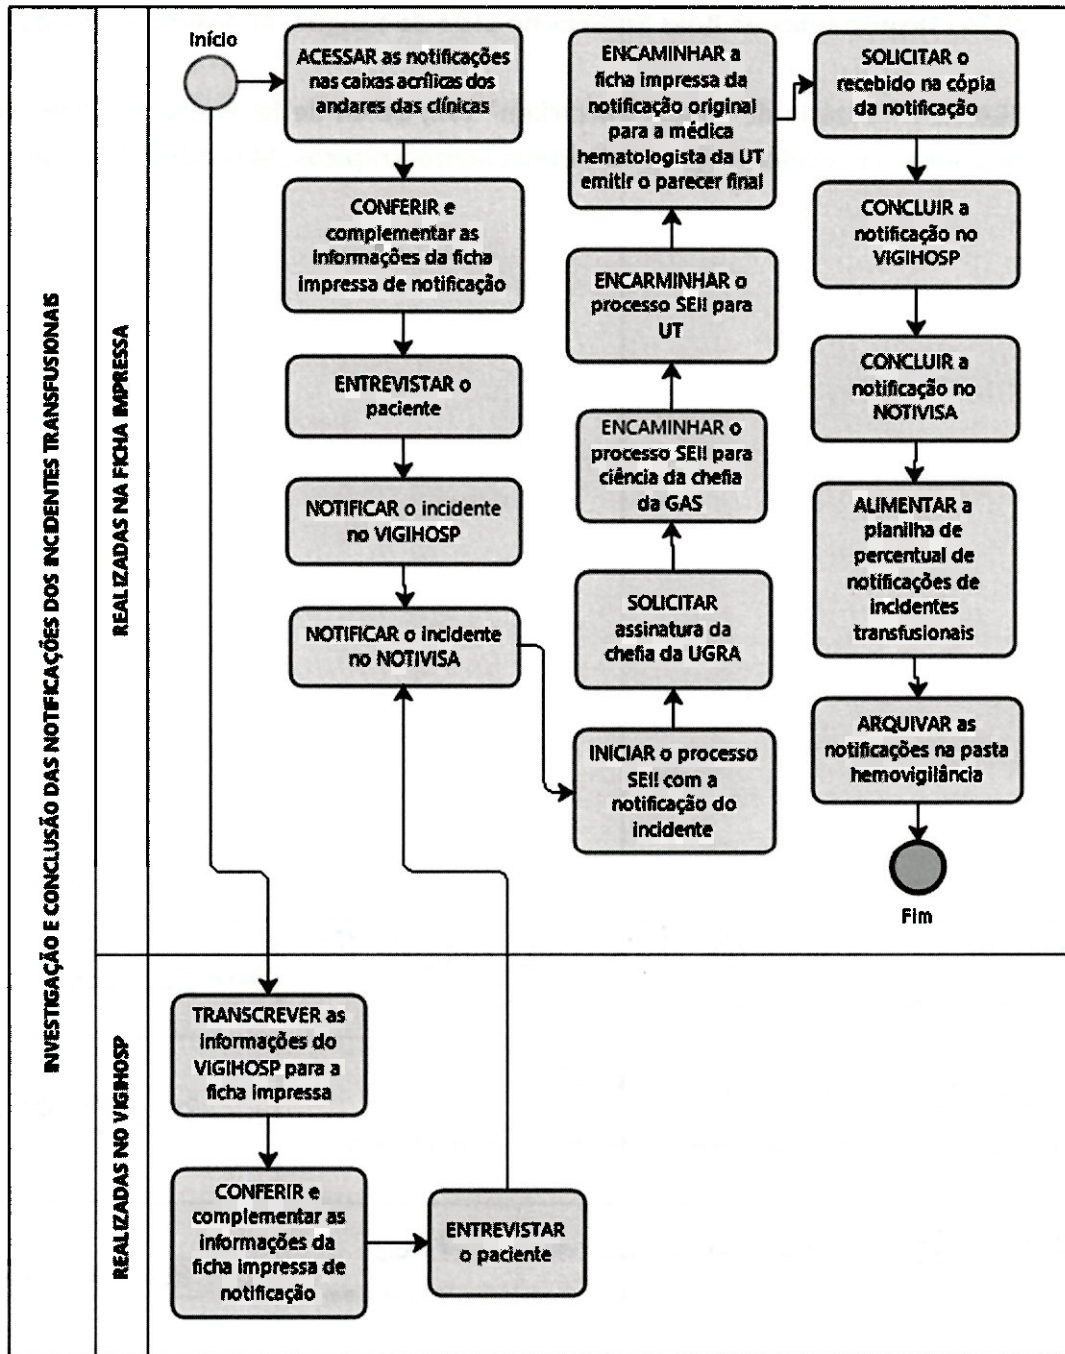 INVESTIGAÇÃO E CONCLUSÃO DAS NOTIFICAÇÕES DOS INCIDENTES TRANSFUSIONAIS
REALIZADAS NA FICHA IMPRESSA
Início
ACESSAR as notificações
nas caixas acrílicas dos
andares das clínicas
CONFERIR e
complementar as
informações da ficha
impressa de notificação
ENTREVISTAR o
paciente
NOTIFICAR o incidente
no VIGIHOSP
NOTIFICAR o incidente
no NOTIVISA
INICIAR o processo
SEI! com a
notificação do
incidente
SOLICITAR
assinatura da
chefia da UGRA
ENCAMINHAR o
processo SEI! para
ciência da chefia
da GAS
ENCARMINHAR o
processo SEI! para
UT
ENCAMINHAR a
ficha impressa da
notificação original
para a médica
hematologista da UT
emitir o parecer final
SOLICITAR o
recebido na cópia
da notificação
CONCLUIR a
notificação no
VIGIHOSP
CONCLUIR a
notificação no
NOTIVISA
ALIMENTAR a
planilha de
percentual de
notificações de
incidentes
transfusionais
ARQUIVAR as
notificações na pasta
hemovigilância
Fim
REALIZADAS NO VIGIHOSP
TRANSCREVER as
informações do
VIGIHOSP para a
ficha impressa
CONFERIR e
complementar as
informações da
ficha impressa de
notificação
ENTREVISTAR
o paciente